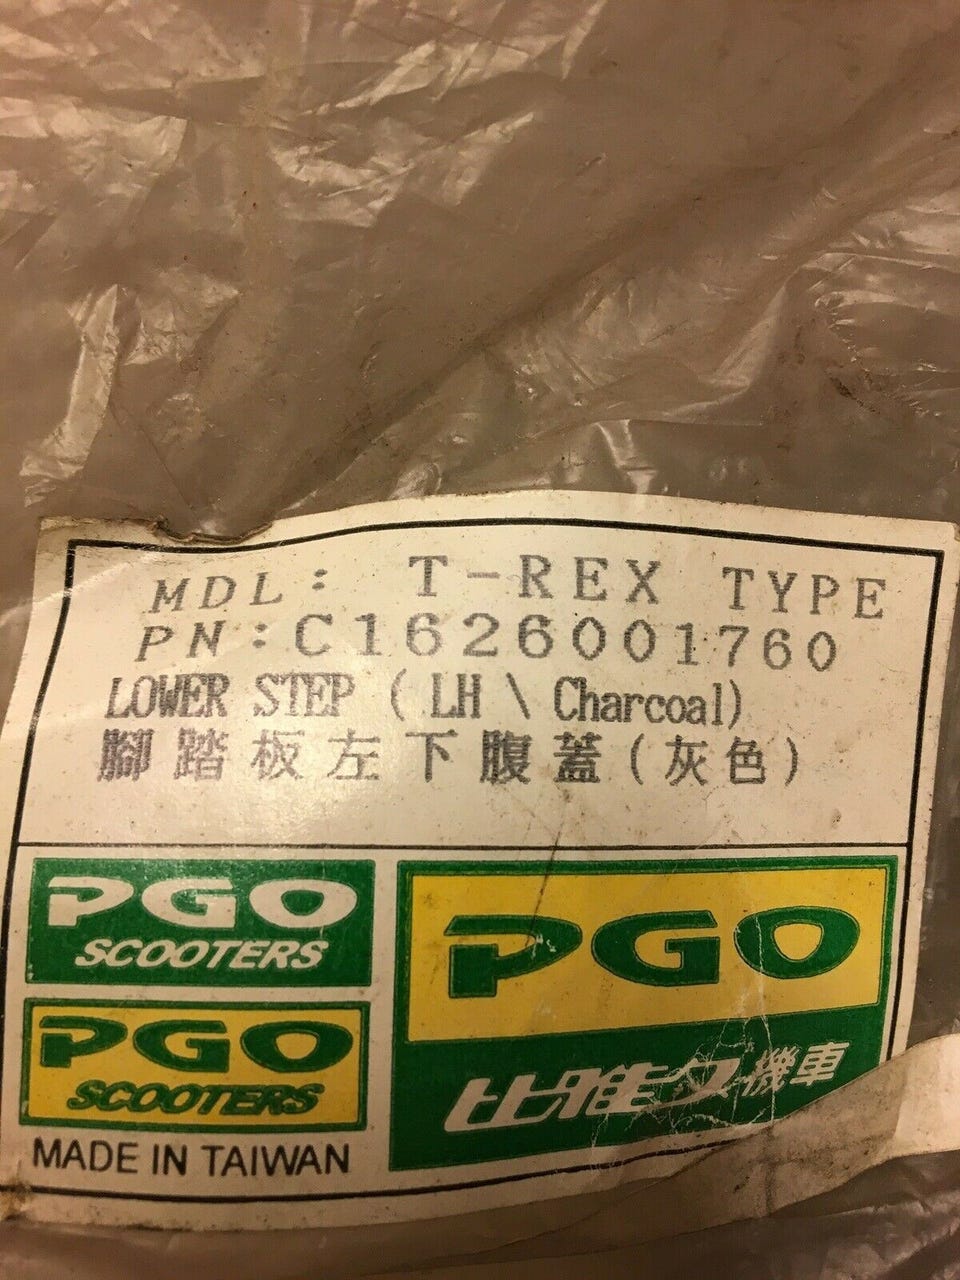 MDL: T-REX TYPE
PN:C1626001760
LOWER STEP ( LH \ Charcoal)
腳踏板左下腹蓋(灰色)
PGO
SCOOTERS
PGO
SCOOTERS
MADE IN TAIWAN
PGO
比雅久機車